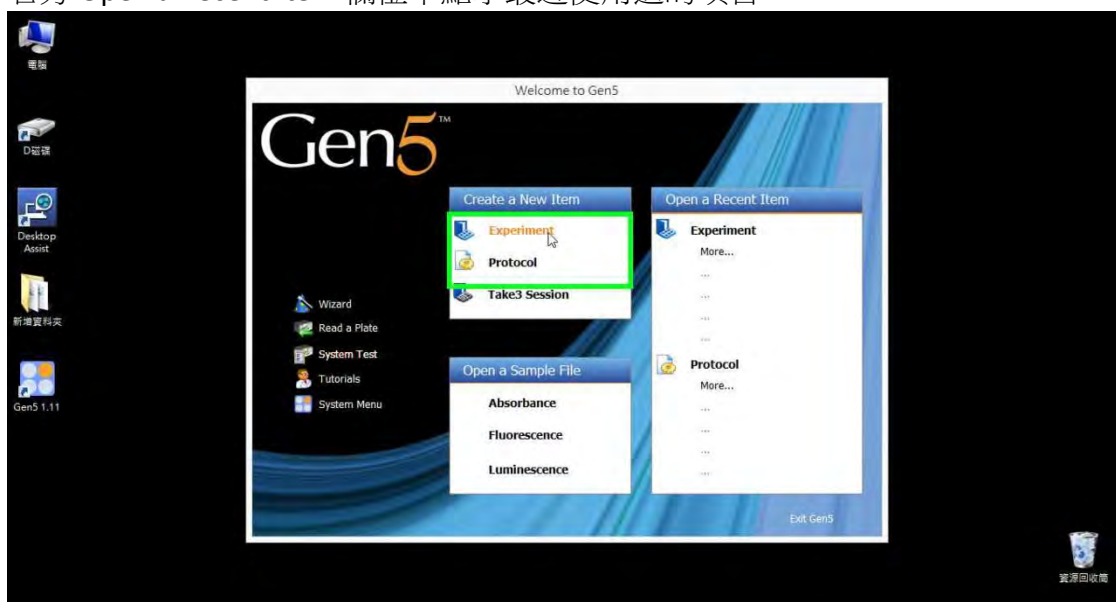 電腦
D磁碟
Desktop
Assist
新增資料夾
Gen5 1.11
Welcome to Gen5
Gen5™
Wizard
Read a Plate
System Test
Tutorials
System Menu
Create a New Item
Experiment
Protocol
Take3 Session
Open a Sample File
Absorbance
Fluorescence
Luminescence
Open a Recent Item
Experiment
More...
...
...
...
...
Protocol
More...
...
...
...
...
Exit Gen5
資源回收筒